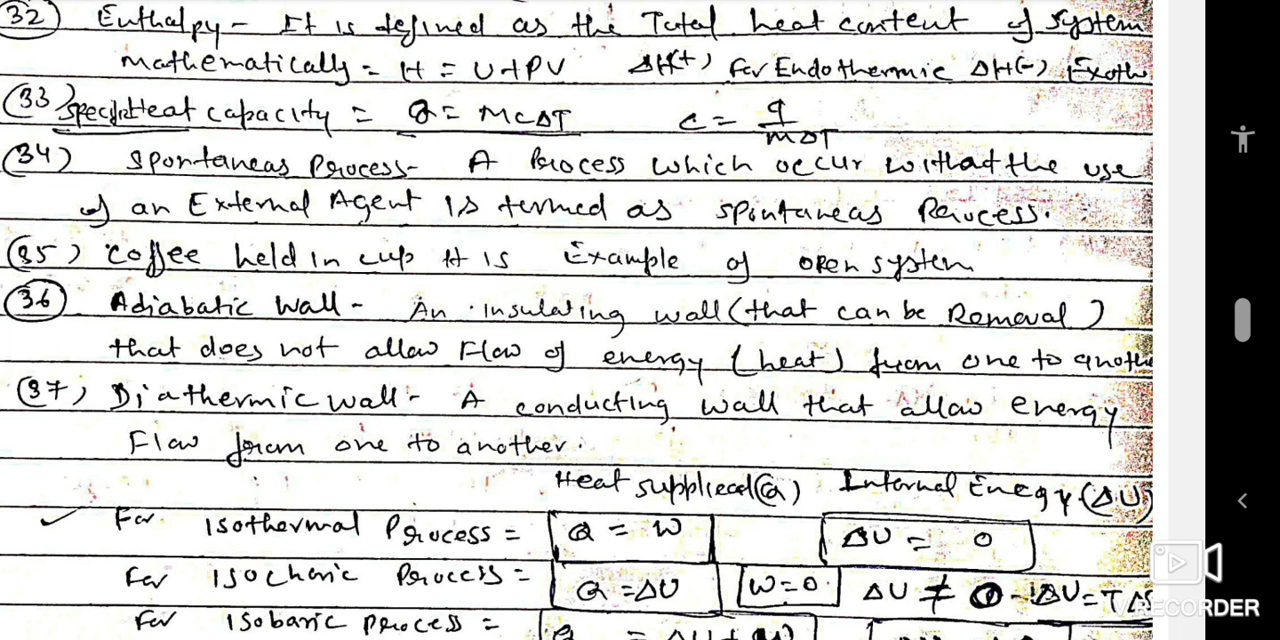 (32) Enthalpy - It is defined as the Total heat content of system
mathematically = H = U+PV ΔH(+) For Endothermic ΔH(-) Exothe
(33) Specific Heat capacity = Q = MCΔT c = q/mΔT
(34) Spontaneas Process - A Process which occur without the use
of an External Agent is termed as spintaneas Process.
(35) Coffee held in cup It is Example of open system
(36) Adiabatic wall - An insulating wall (that can be Removal)
that does not allow Flow of energy (heat) from one to anothe
(37) Diathermic wall - A conducting wall that allow energy
Flow from one to another.
Heat supplied(Q) Internal Enegy (ΔU)
✓ For Isothermal Process = Q = W ΔU = 0
For Isochoric Process = Q = ΔU W=0 ΔU ≠ 0
For Isobaric process =
RECORDER